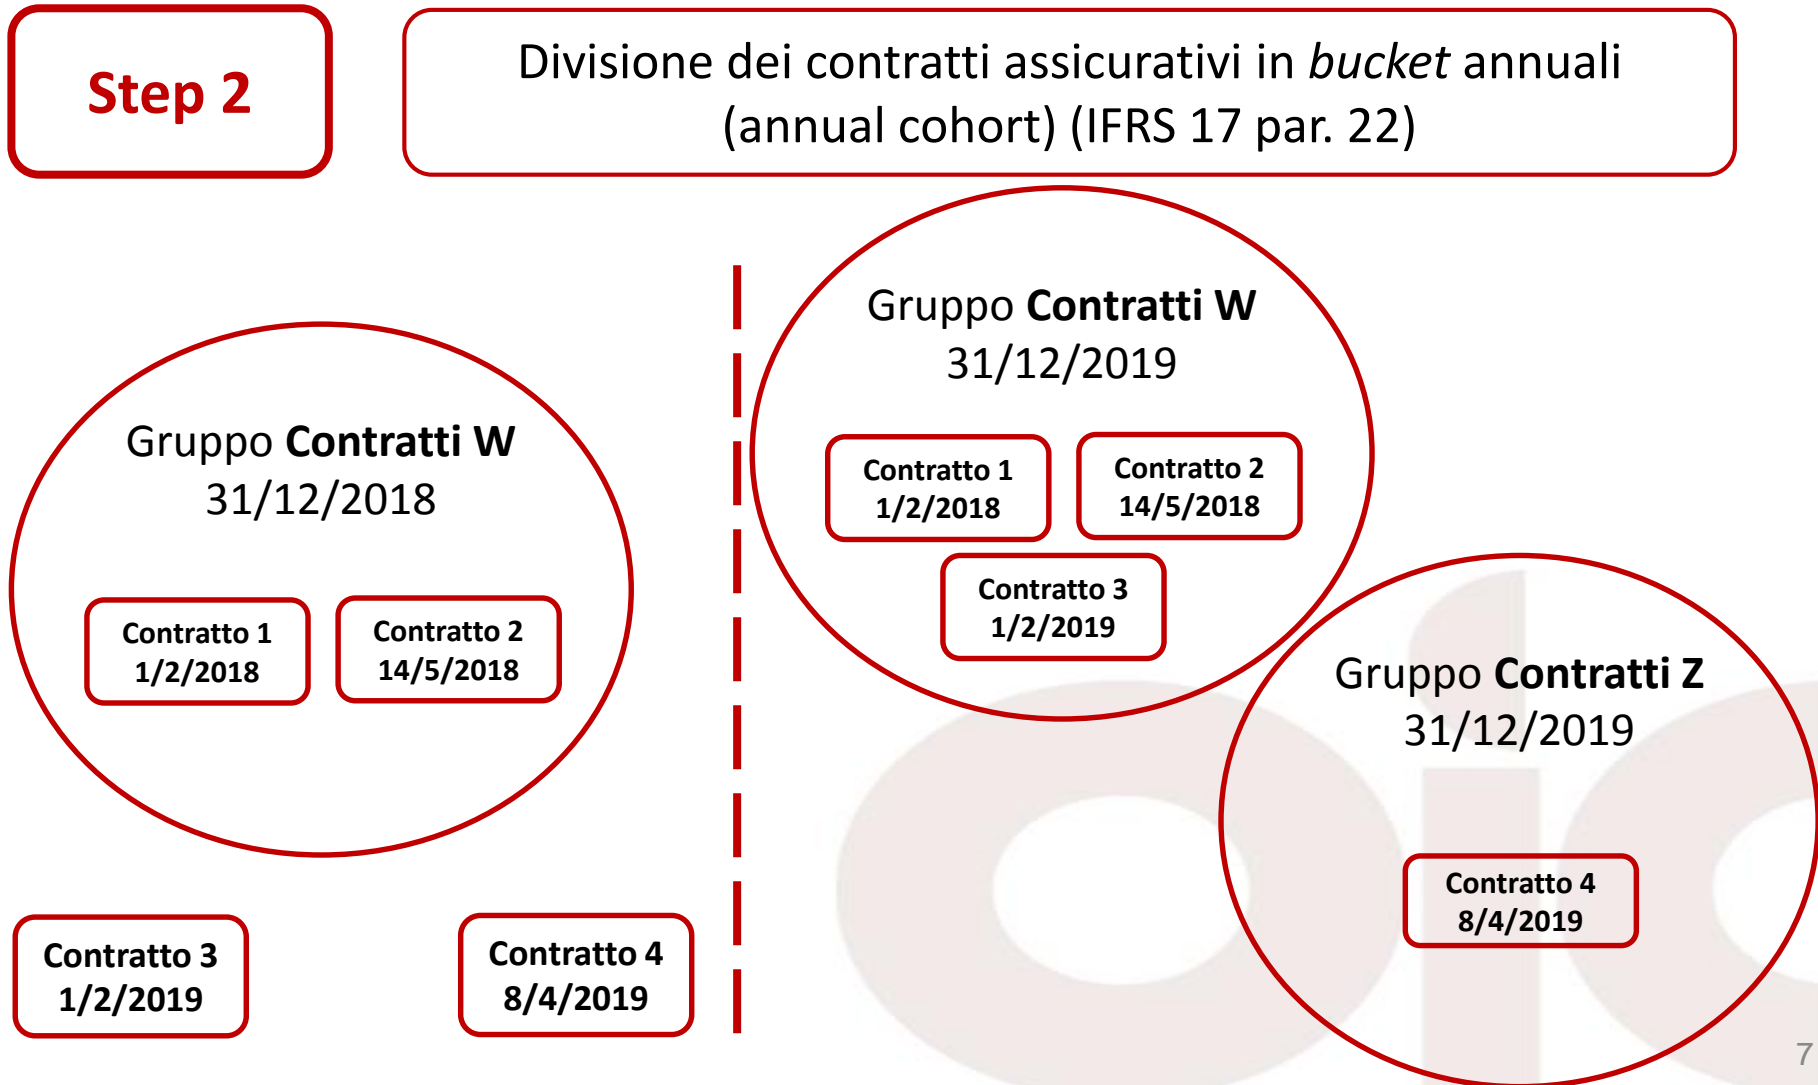 Step 2
Divisione dei contratti assicurativi in bucket annuali
(annual cohort) (IFRS 17 par. 22)
Gruppo Contratti W
31/12/2018
Contratto 1
1/2/2018
Contratto 2
14/5/2018
Contratto 3
1/2/2019
Contratto 4
8/4/2019
Gruppo Contratti W
31/12/2019
Contratto 1
1/2/2018
Contratto 2
14/5/2018
Contratto 3
1/2/2019
Gruppo Contratti Z
31/12/2019
Contratto 4
8/4/2019
7